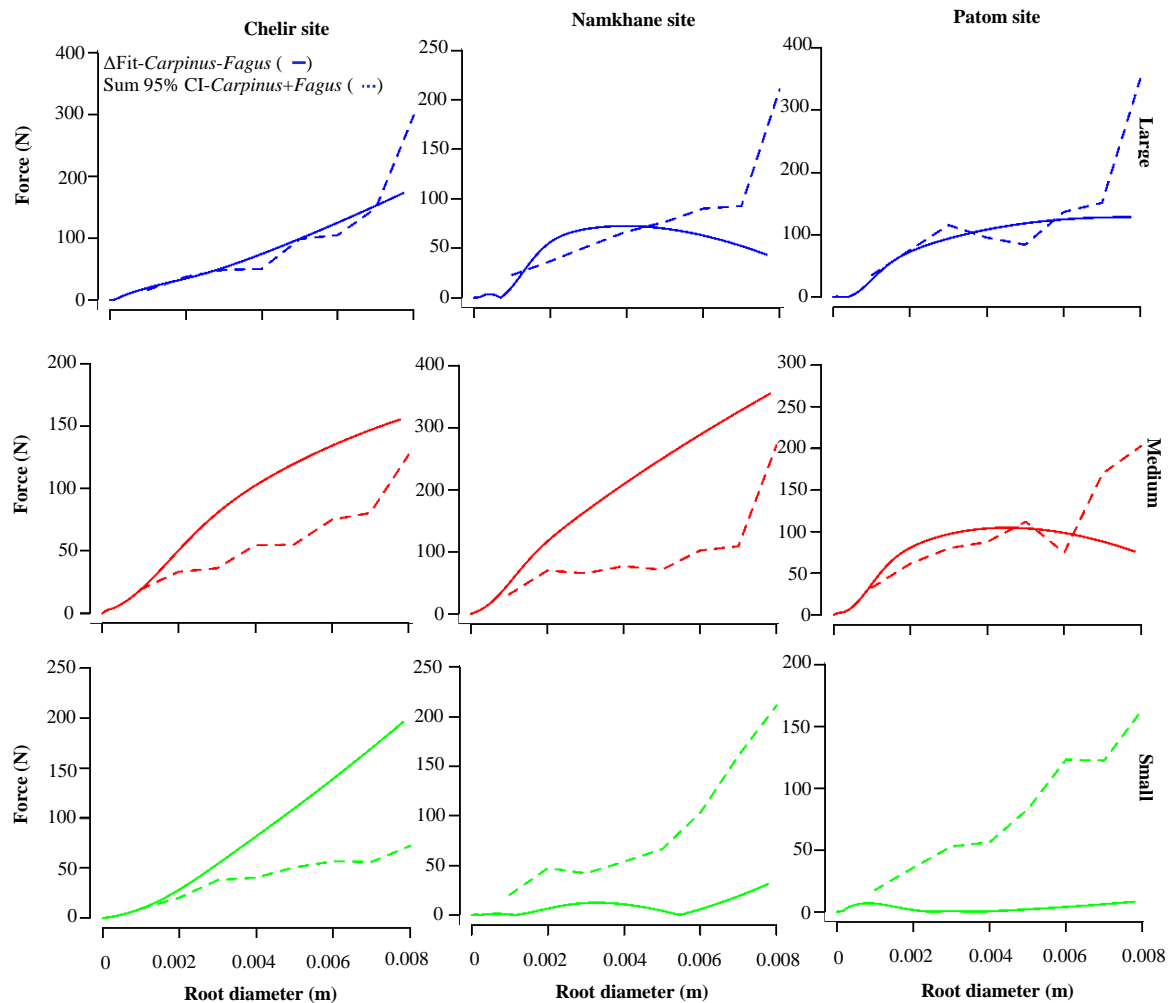 Chelir site
Namkhane site
Patom site
ΔFit-Carpinus-Fagus ( — )
Sum 95% CI-Carpinus+Fagus ( ··· )
Force (N)
400
300
200
100
0
250
200
150
100
50
0
400
300
200
100
0
Large
Force (N)
200
150
100
50
0
400
300
200
100
0
300
250
200
150
100
50
0
Medium
Force (N)
250
200
150
100
50
0
250
200
150
100
50
0
200
150
100
50
0
Small
0 0.002 0.004 0.006 0.008
0 0.002 0.004 0.006 0.008
0 0.002 0.004 0.006 0.008
Root diameter (m)
Root diameter (m)
Root diameter (m)